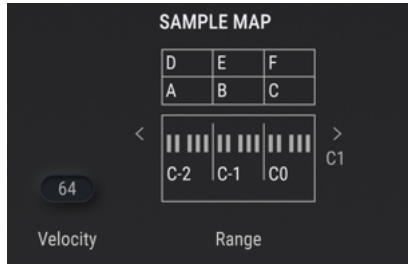 SAMPLE MAP
D E F
A B C
< >
C-2 C-1 C0 C1
64
Velocity Range